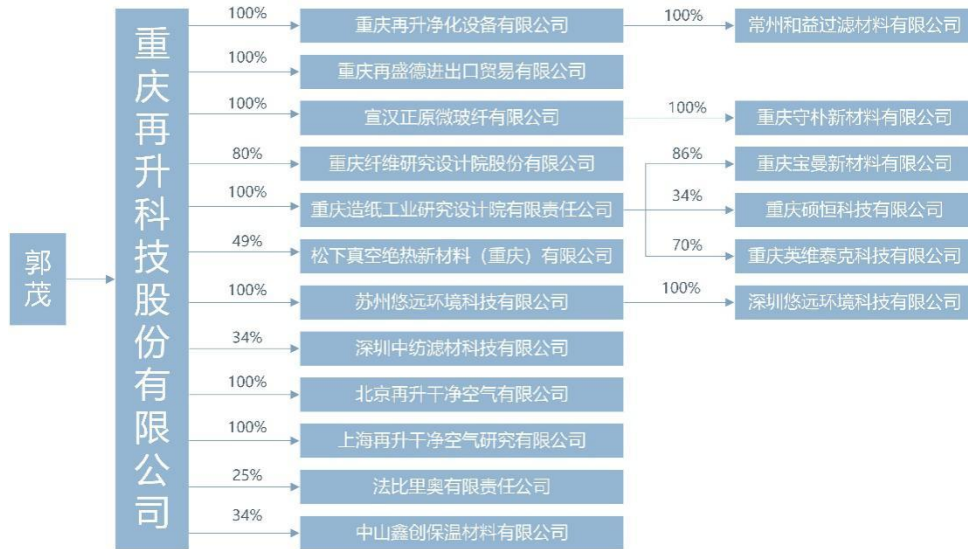 郭茂
重庆再升科技股份有限公司
100%
重庆再升净化设备有限公司
100%
常州和益过滤材料有限公司
100%
重庆再盛德进出口贸易有限公司
100%
宣汉正原微玻纤有限公司
100%
重庆守朴新材料有限公司
80%
重庆纤维研究设计院股份有限公司
86%
重庆宝曼新材料有限公司
100%
重庆造纸工业研究设计院有限责任公司
34%
重庆硕恒科技有限公司
49%
松下真空绝热新材料（重庆）有限公司
70%
重庆英维泰克科技有限公司
100%
苏州悠远环境科技有限公司
100%
深圳悠远环境科技有限公司
34%
深圳中纺滤材科技有限公司
100%
北京再升干净空气有限公司
100%
上海再升干净空气研究有限公司
25%
法比里奥有限责任公司
34%
中山鑫创保温材料有限公司